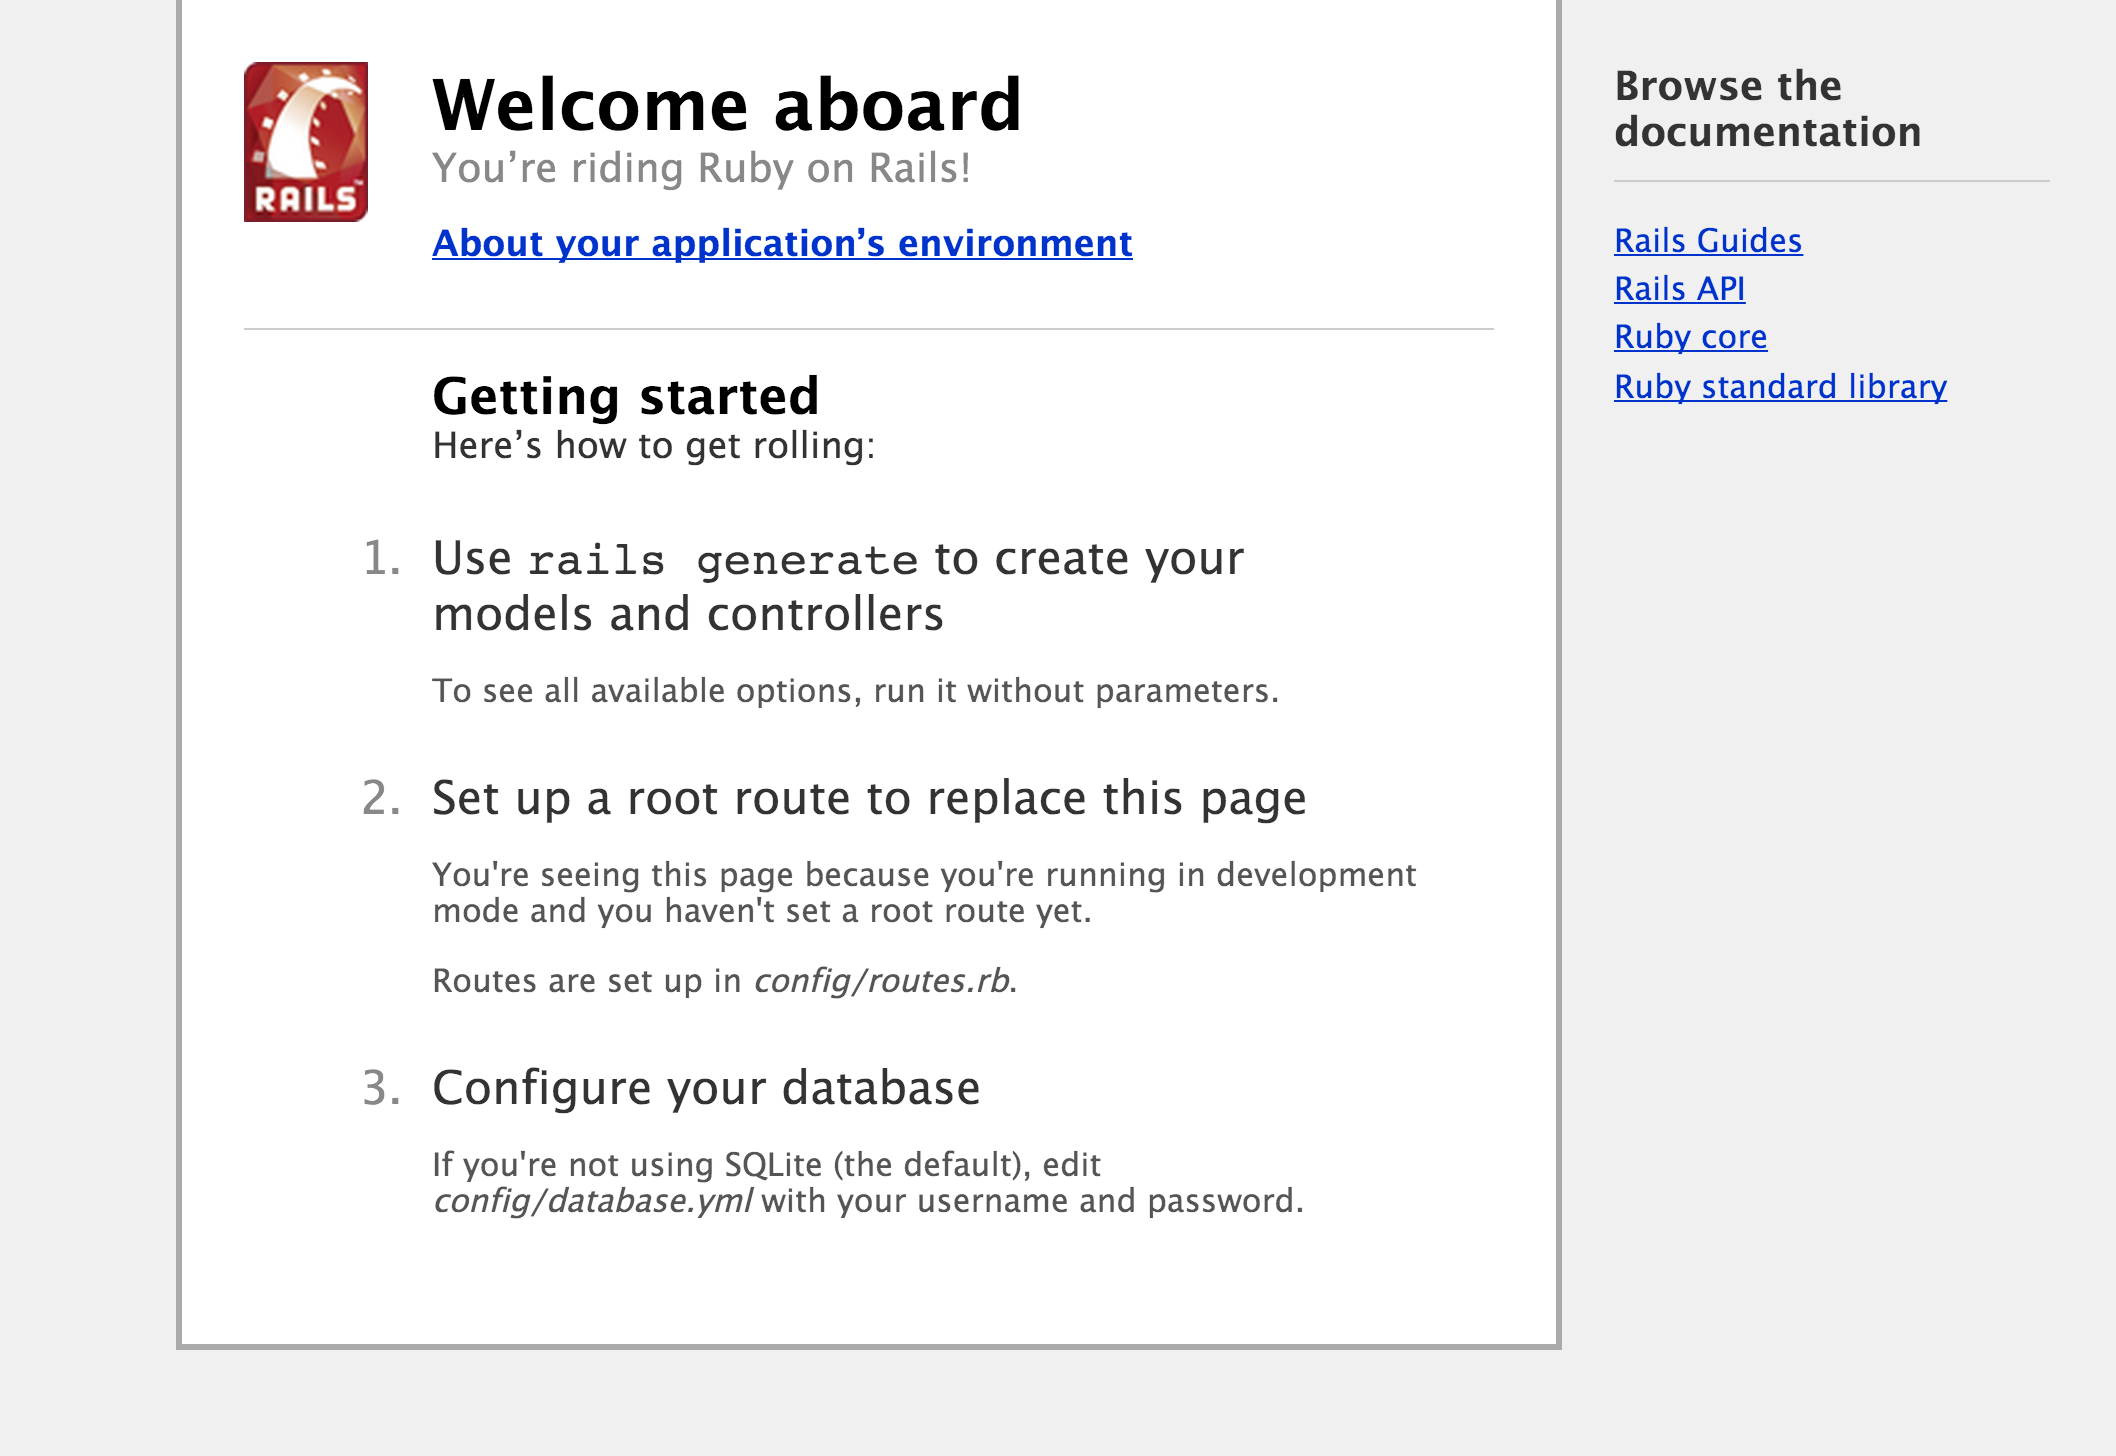 RAILS™
Welcome aboard
You’re riding Ruby on Rails!
About your application’s environment
Getting started
Here’s how to get rolling:
1. Use rails generate to create your
models and controllers
To see all available options, run it without parameters.
2. Set up a root route to replace this page
You're seeing this page because you're running in development
mode and you haven't set a root route yet.
Routes are set up in config/routes.rb.
3. Configure your database
If you're not using SQLite (the default), edit
config/database.yml with your username and password.
Browse the
documentation
Rails Guides
Rails API
Ruby core
Ruby standard library